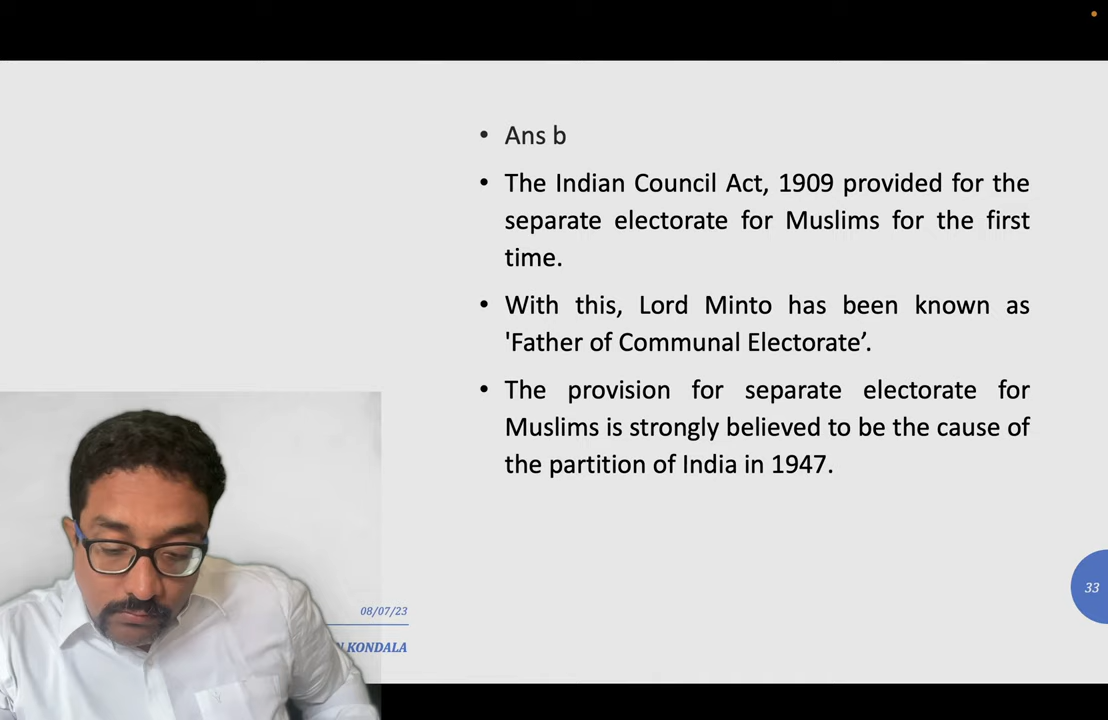 • Ans b
• The Indian Council Act, 1909 provided for the
separate electorate for Muslims for the first
time.
• With this, Lord Minto has been known as
'Father of Communal Electorate’.
• The provision for separate electorate for
Muslims is strongly believed to be the cause of
the partition of India in 1947.
33
08/07/23
KONDALA